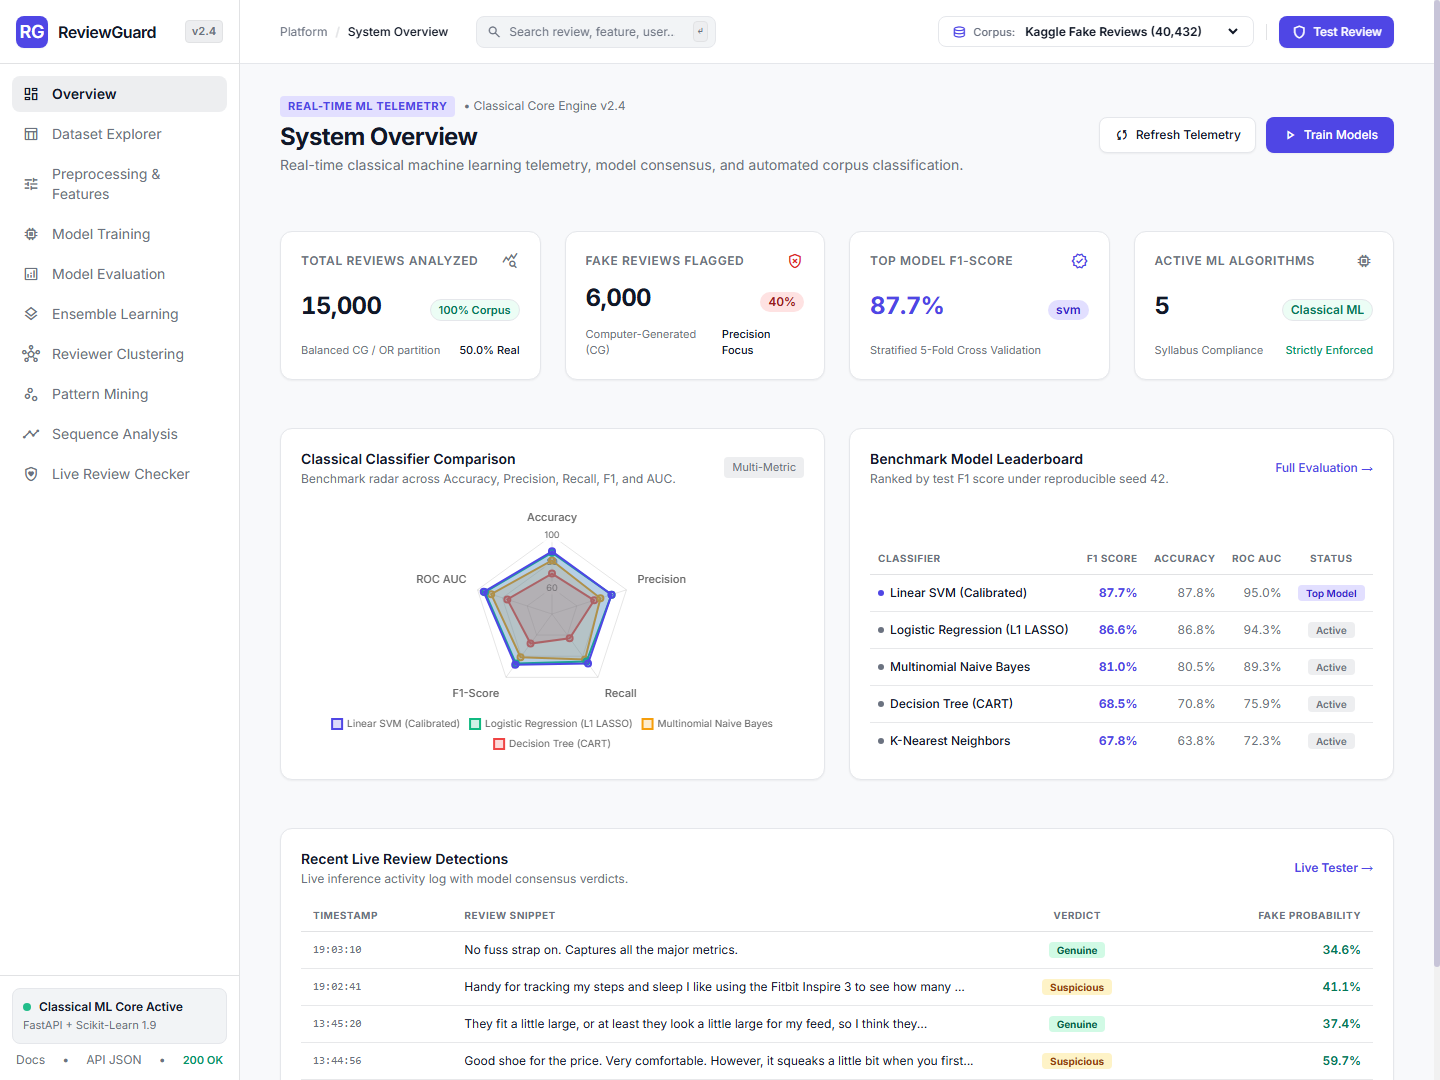 RG ReviewGuard v2.4
Overview
Dataset Explorer
Preprocessing &
Features
Model Training
Model Evaluation
Ensemble Learning
Reviewer Clustering
Pattern Mining
Sequence Analysis
Live Review Checker
Classical ML Core Active
FastAPI + Scikit-Learn 1.9
Docs • API JSON • 200 OK
Platform / System Overview
Search review, feature, user..
Corpus: Kaggle Fake Reviews (40,432)
Test Review
REAL-TIME ML TELEMETRY • Classical Core Engine v2.4
System Overview
Real-time classical machine learning telemetry, model consensus, and automated corpus classification.
Refresh Telemetry
Train Models
TOTAL REVIEWS ANALYZED
15,000 100% Corpus
Balanced CG / OR partition 50.0% Real
FAKE REVIEWS FLAGGED
6,000 40%
Computer-Generated (CG) Precision Focus
TOP MODEL F1-SCORE
87.7% svm
Stratified 5-Fold Cross Validation
ACTIVE ML ALGORITHMS
5 Classical ML
Syllabus Compliance Strictly Enforced
Classical Classifier Comparison
Benchmark radar across Accuracy, Precision, Recall, F1, and AUC.
Multi-Metric
Accuracy
100
ROC AUC
Precision
60
F1-Score
Recall
Linear SVM (Calibrated) Logistic Regression (L1 LASSO) Multinomial Naive Bayes
Decision Tree (CART)
Benchmark Model Leaderboard
Ranked by test F1 score under reproducible seed 42.
Full Evaluation →
CLASSIFIER F1 SCORE ACCURACY ROC AUC STATUS
Linear SVM (Calibrated) 87.7% 87.8% 95.0% Top Model
Logistic Regression (L1 LASSO) 86.6% 86.8% 94.3% Active
Multinomial Naive Bayes 81.0% 80.5% 89.3% Active
Decision Tree (CART) 68.5% 70.8% 75.9% Active
K-Nearest Neighbors 67.8% 63.8% 72.3% Active
Recent Live Review Detections
Live inference activity log with model consensus verdicts.
Live Tester →
TIMESTAMP REVIEW SNIPPET VERDICT FAKE PROBABILITY
19:03:10 No fuss strap on. Captures all the major metrics. Genuine 34.6%
19:02:41 Handy for tracking my steps and sleep I like using the Fitbit Inspire 3 to see how many ... Suspicious 41.1%
13:45:20 They fit a little large, or at least they look a little large for my feed, so I think they... Genuine 37.4%
13:44:56 Good shoe for the price. Very comfortable. However, it squeaks a little bit when you first... Suspicious 59.7%